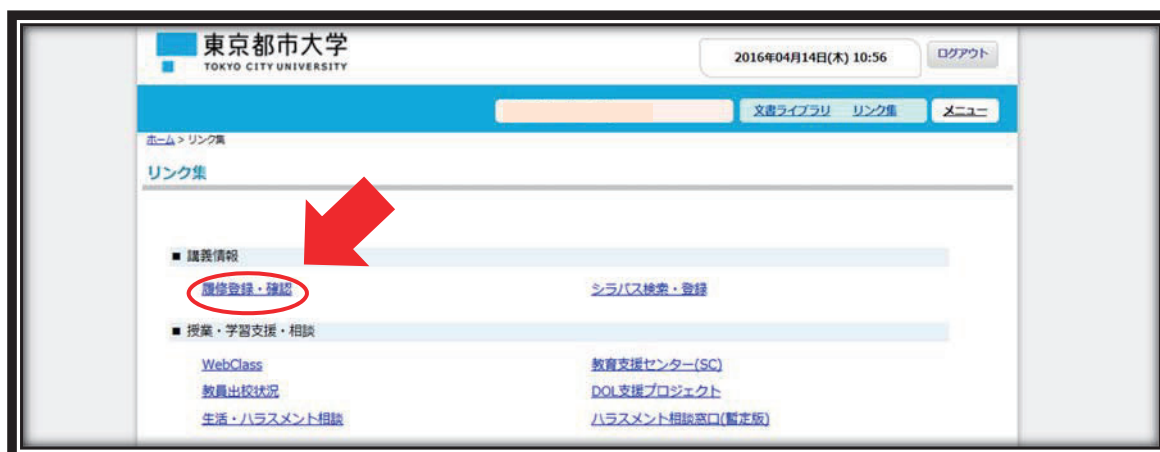 東京都市大学
TOKYO CITY UNIVERSITY
2016年04月14日(木) 10:56
ログアウト
文書ライブラリ リンク集 メニュー
ホーム > リンク集
リンク集
■ 講義情報
履修登録・確認 シラバス検索・登録
■ 授業・学習支援・相談
WebClass 教育支援センター(SC)
教員出校状況 DOL支援プロジェクト
生活・ハラスメント相談 ハラスメント相談窓口(暫定版)